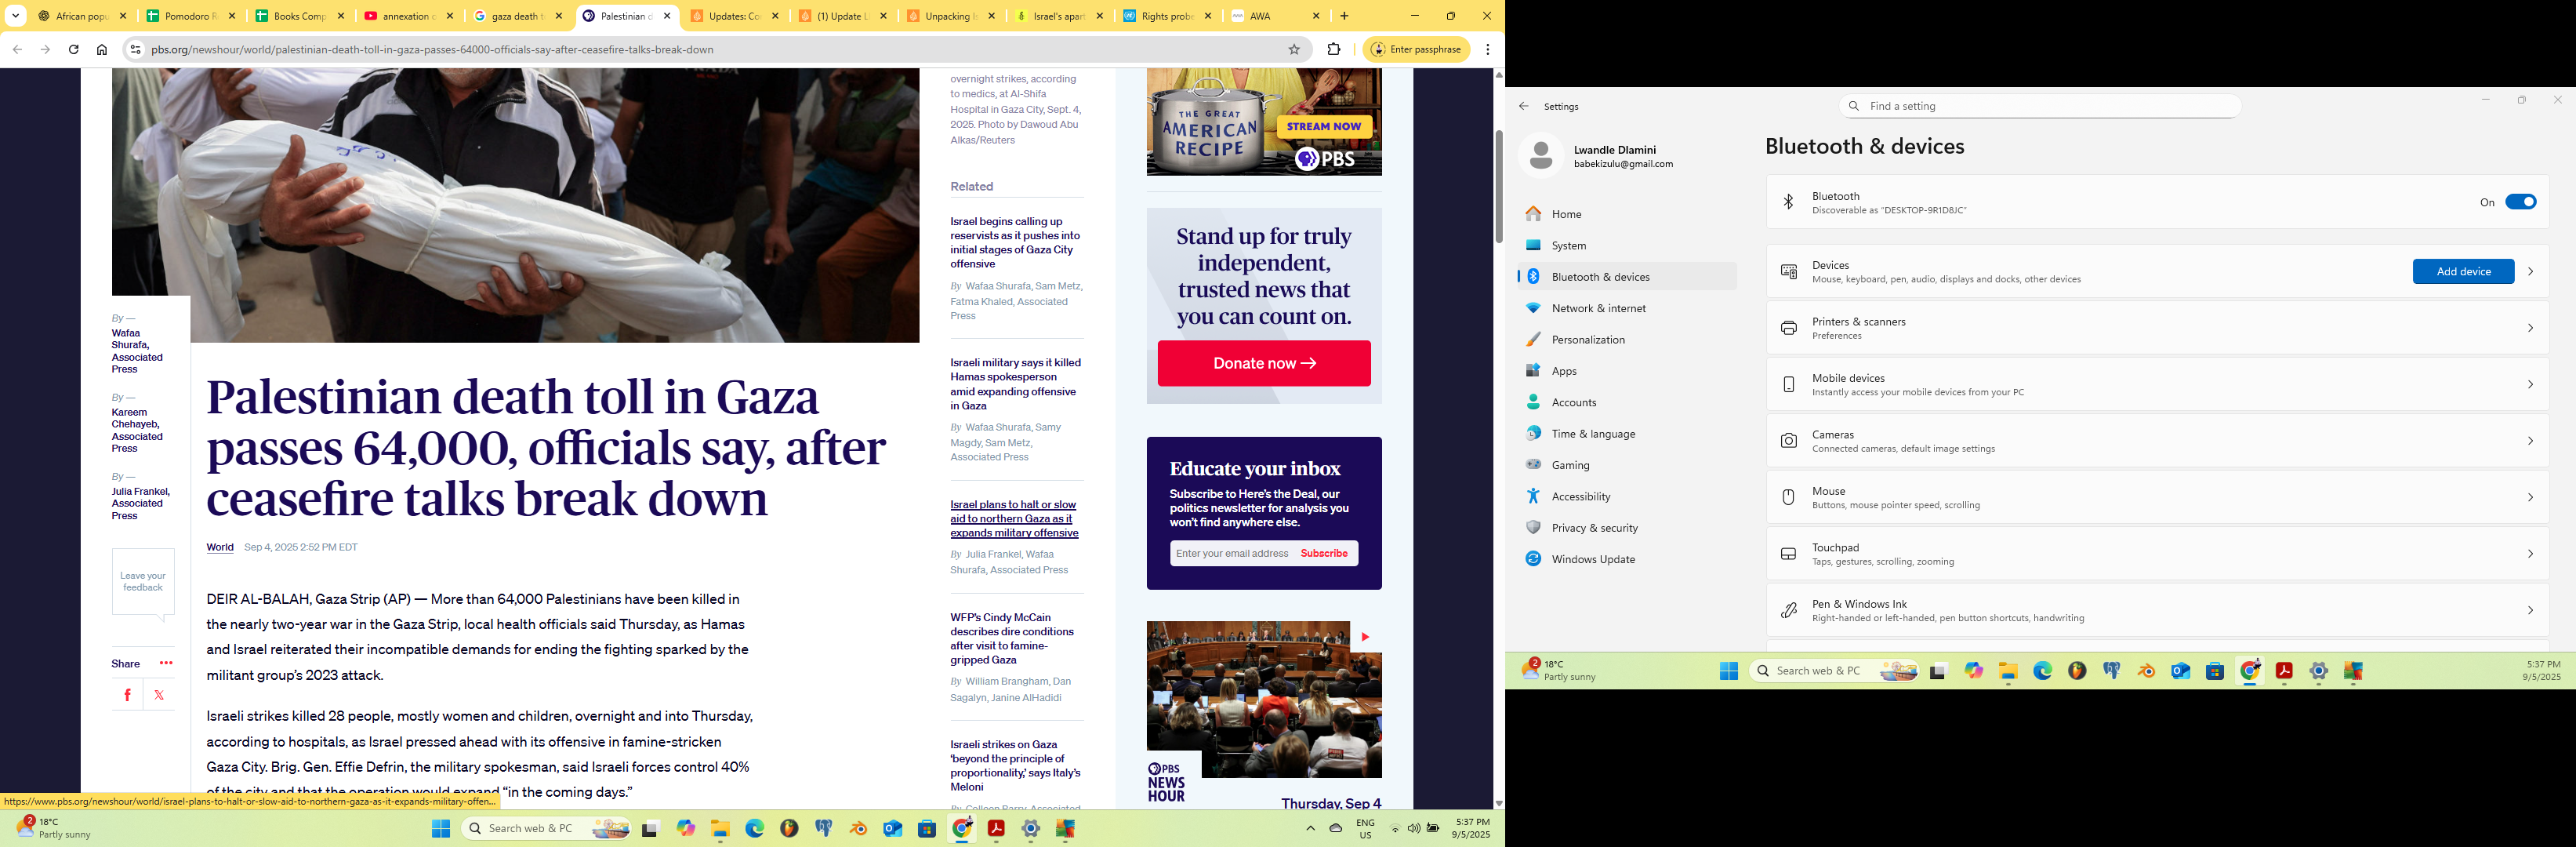 African popu
Pomodoro R
Books Comp
annexation o
gaza death t
Palestinian d
Updates: Co
(1) Update L
Unpacking I
Israel's apart
Rights probe
AWA
pbs.org/newshour/world/palestinian-death-toll-in-gaza-passes-64000-officials-say-after-ceasefire-talks-break-down
Enter passphrase
By —
Wafaa
Shurafa,
Associated
Press
By —
Kareem
Chehayeb,
Associated
Press
By —
Julia Frankel,
Associated
Press
Leave your
feedback
Share
Palestinian death toll in Gaza
passes 64,000, officials say, after
ceasefire talks break down
World Sep 4, 2025 2:52 PM EDT
DEIR AL-BALAH, Gaza Strip (AP) — More than 64,000 Palestinians have been killed in
the nearly two-year war in the Gaza Strip, local health officials said Thursday, as Hamas
and Israel reiterated their incompatible demands for ending the fighting sparked by the
militant group's 2023 attack.
Israeli strikes killed 28 people, mostly women and children, overnight and into Thursday,
according to hospitals, as Israel pressed ahead with its offensive in famine-stricken
Gaza City. Brig. Gen. Effie Defrin, the military spokesman, said Israeli forces control 40%
of the city and that the operation would expand “in the coming days.”
https://www.pbs.org/newshour/world/israel-plans-to-halt-or-slow-aid-to-northern-gaza-as-it-expands-military-offen...
overnight strikes, according
to medics, at Al-Shifa
Hospital in Gaza City, Sept. 4,
2025. Photo by Dawoud Abu
Alkas/Reuters
Related
Israel begins calling up
reservists as it pushes into
initial stages of Gaza City
offensive
By Wafaa Shurafa, Sam Metz,
Fatma Khaled, Associated
Press
Israeli military says it killed
Hamas spokesperson
amid expanding offensive
in Gaza
By Wafaa Shurafa, Samy
Magdy, Sam Metz,
Associated Press
Israel plans to halt or slow
aid to northern Gaza as it
expands military offensive
By Julia Frankel, Wafaa
Shurafa, Associated Press
WFP's Cindy McCain
describes dire conditions
after visit to famine-
gripped Gaza
By William Brangham, Dan
Sagalyn, Janine AlHadidi
Israeli strikes on Gaza
‘beyond the principle of
proportionality,’ says Italy's
Meloni
By Colleen Barry, Associated
THE GREAT
AMERICAN
RECIPE
STREAM NOW
PBS
Stand up for truly
independent,
trusted news that
you can count on.
Donate now →
Educate your inbox
Subscribe to Here's the Deal, our
politics newsletter for analysis you
won't find anywhere else.
Enter your email address Subscribe
PBS
NEWS
HOUR
Thursday, Sep 4
2
18°C
Partly sunny
Search web & PC
ENG
US
5:37 PM
9/5/2025
Settings
Find a setting
Lwandle Dlamini
babekizulu@gmail.com
Home
System
Bluetooth & devices
Network & internet
Personalization
Apps
Accounts
Time & language
Gaming
Accessibility
Privacy & security
Windows Update
Bluetooth & devices
Bluetooth
Discoverable as "DESKTOP-9R1D8JC"
On
Devices
Mouse, keyboard, pen, audio, displays and docks, other devices
Add device
Printers & scanners
Preferences
Mobile devices
Instantly access your mobile devices from your PC
Cameras
Connected cameras, default image settings
Mouse
Buttons, mouse pointer speed, scrolling
Touchpad
Taps, gestures, scrolling, zooming
Pen & Windows Ink
Right-handed or left-handed, pen button shortcuts, handwriting
2
18°C
Partly sunny
Search web & PC
5:37 PM
9/5/2025